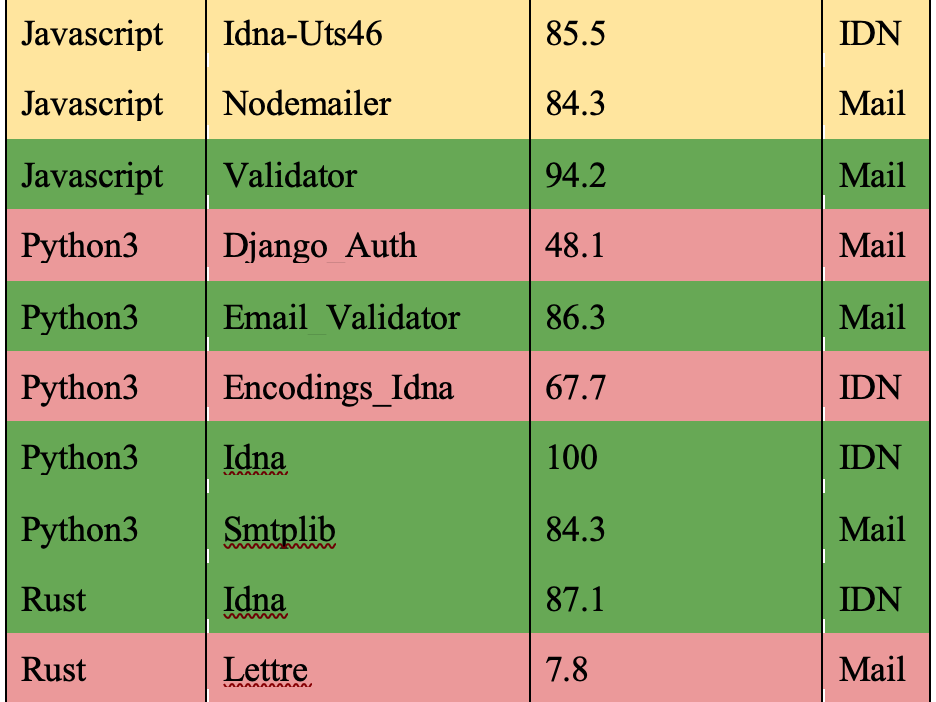 Javascript Idna-Uts46 85.5 IDN
Javascript Nodemailer 84.3 Mail
Javascript Validator 94.2 Mail
Python3 Django_Auth 48.1 Mail
Python3 Email_Validator 86.3 Mail
Python3 Encodings_Idna 67.7 IDN
Python3 Idna 100 IDN
Python3 Smtplib 84.3 Mail
Rust Idna 87.1 IDN
Rust Lettre 7.8 Mail